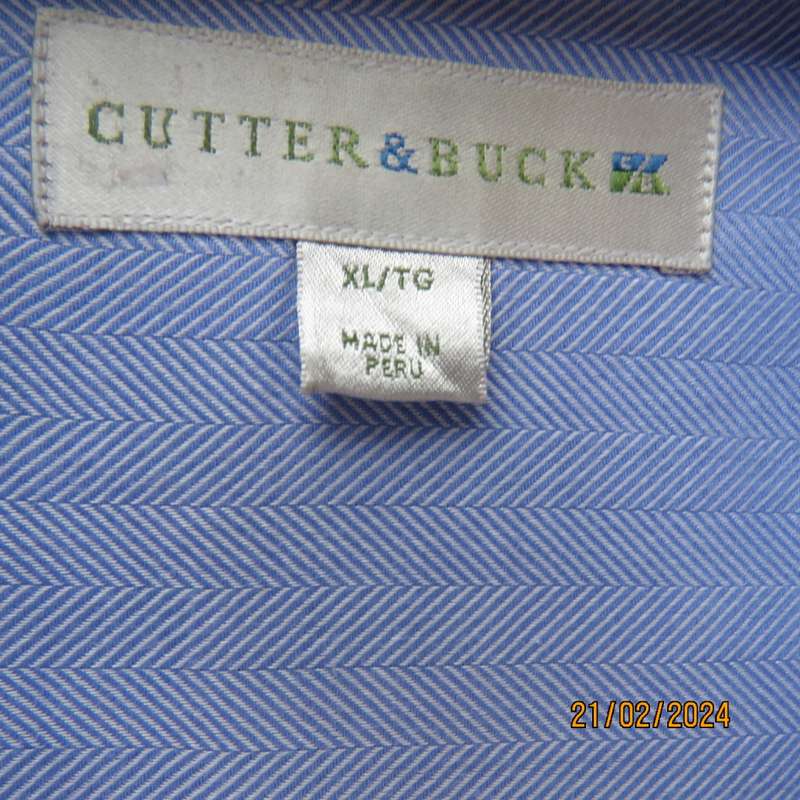 CUTTER & BUCK
XL/TG
MADE IN
PERU
21/02/2024